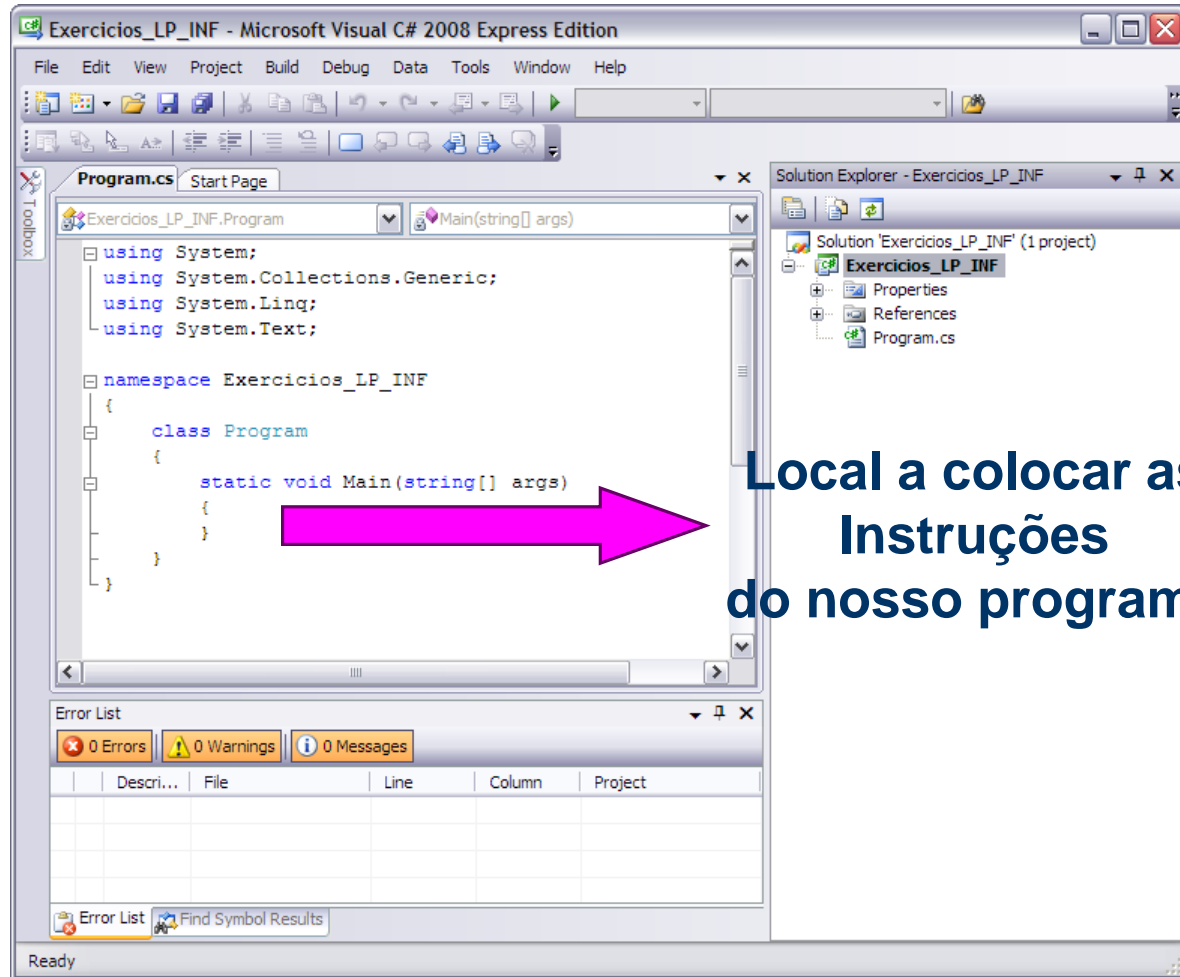 Exercicios_LP_INF - Microsoft Visual C# 2008 Express Edition
File Edit View Project Build Debug Data Tools Window Help
Toolbox
Program.cs Start Page
Exercicios_LP_INF.Program Main(string[] args)
using System;
using System.Collections.Generic;
using System.Linq;
using System.Text;
namespace Exercicios_LP_INF
{
class Program
{
static void Main(string[] args)
{
}
}
}
Solution Explorer - Exercicios_LP_INF
Solution 'Exercicios_LP_INF' (1 project)
Exercicios_LP_INF
Properties
References
Program.cs
Local a colocar as
Instruções
do nosso program
Error List
0 Errors 0 Warnings 0 Messages
Descri... File Line Column Project
Error List Find Symbol Results
Ready